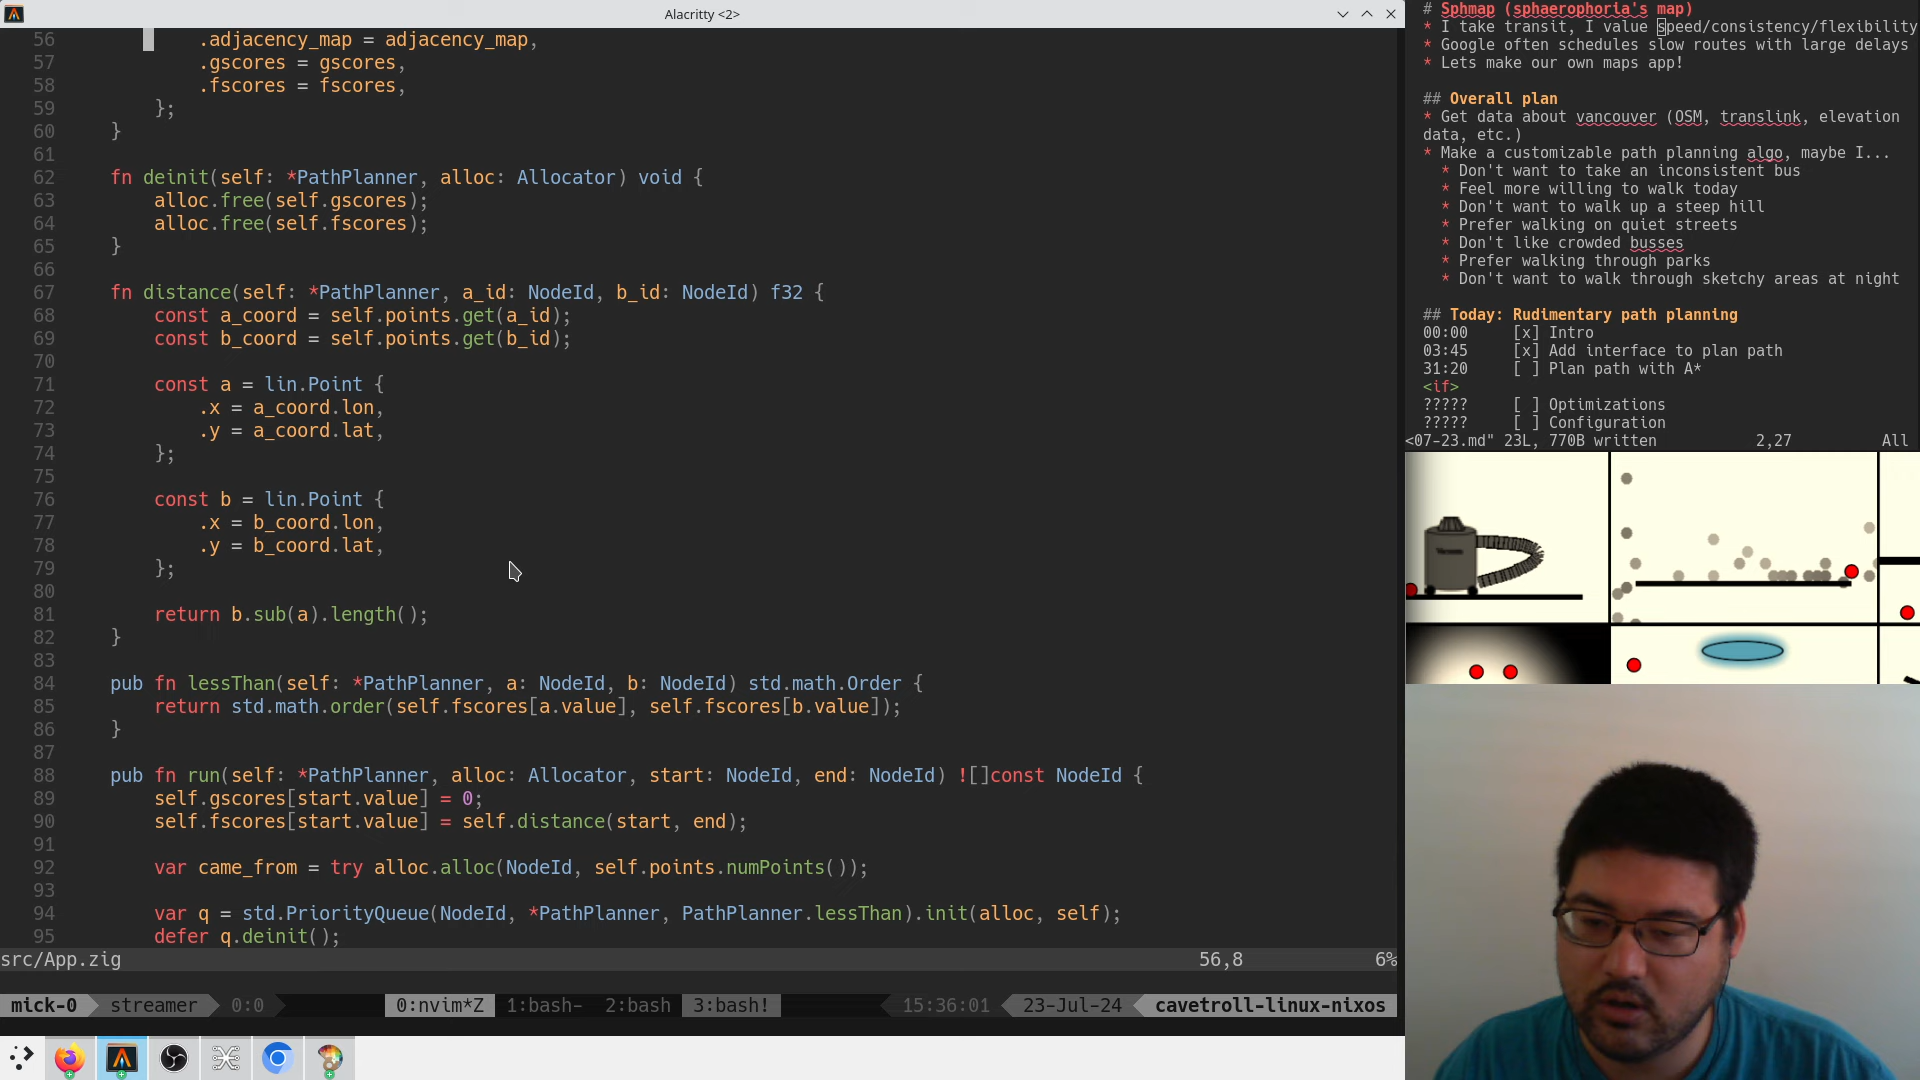 Alacritty <2>
56 .adjacency_map = adjacency_map,
57 .gscores = gscores,
58 .fscores = fscores,
59 };
60 }
61
62 fn deinit(self: *PathPlanner, alloc: Allocator) void {
63 alloc.free(self.gscores);
64 alloc.free(self.fscores);
65 }
66
67 fn distance(self: *PathPlanner, a_id: NodeId, b_id: NodeId) f32 {
68 const a_coord = self.points.get(a_id);
69 const b_coord = self.points.get(b_id);
70
71 const a = lin.Point {
72 .x = a_coord.lon,
73 .y = a_coord.lat,
74 };
75
76 const b = lin.Point {
77 .x = b_coord.lon,
78 .y = b_coord.lat,
79 };
80
81 return b.sub(a).length();
82 }
83
84 pub fn lessThan(self: *PathPlanner, a: NodeId, b: NodeId) std.math.Order {
85 return std.math.order(self.fscores[a.value], self.fscores[b.value]);
86 }
87
88 pub fn run(self: *PathPlanner, alloc: Allocator, start: NodeId, end: NodeId) ![]const NodeId {
89 self.gscores[start.value] = 0;
90 self.fscores[start.value] = self.distance(start, end);
91
92 var came_from = try alloc.alloc(NodeId, self.points.numPoints());
93
94 var q = std.PriorityQueue(NodeId, *PathPlanner, PathPlanner.lessThan).init(alloc, self);
95 defer q.deinit();
src/App.zig 56,8 6%
mick-0 streamer 0:0 0:nvim*Z 1:bash- 2:bash 3:bash! 15:36:01 23-Jul-24 cavetroll-linux-nixos
# Sphmap (sphaerophoria's map)
* I take transit, I value speed/consistency/flexibility
* Google often schedules slow routes with large delays
* Lets make our own maps app!
## Overall plan
* Get data about vancouver (OSM, translink, elevation
data, etc.)
* Make a customizable path planning algo, maybe I...
* Don't want to take an inconsistent bus
* Feel more willing to walk today
* Don't want to walk up a steep hill
* Prefer walking on quiet streets
* Don't like crowded busses
* Prefer walking through parks
* Don't want to walk through sketchy areas at night
## Today: Rudimentary path planning
00:00 [x] Intro
03:45 [x] Add interface to plan path
31:20 [ ] Plan path with A*
<if>
????? [ ] Optimizations
????? [ ] Configuration
<07-23.md" 23L, 770B written 2,27 All